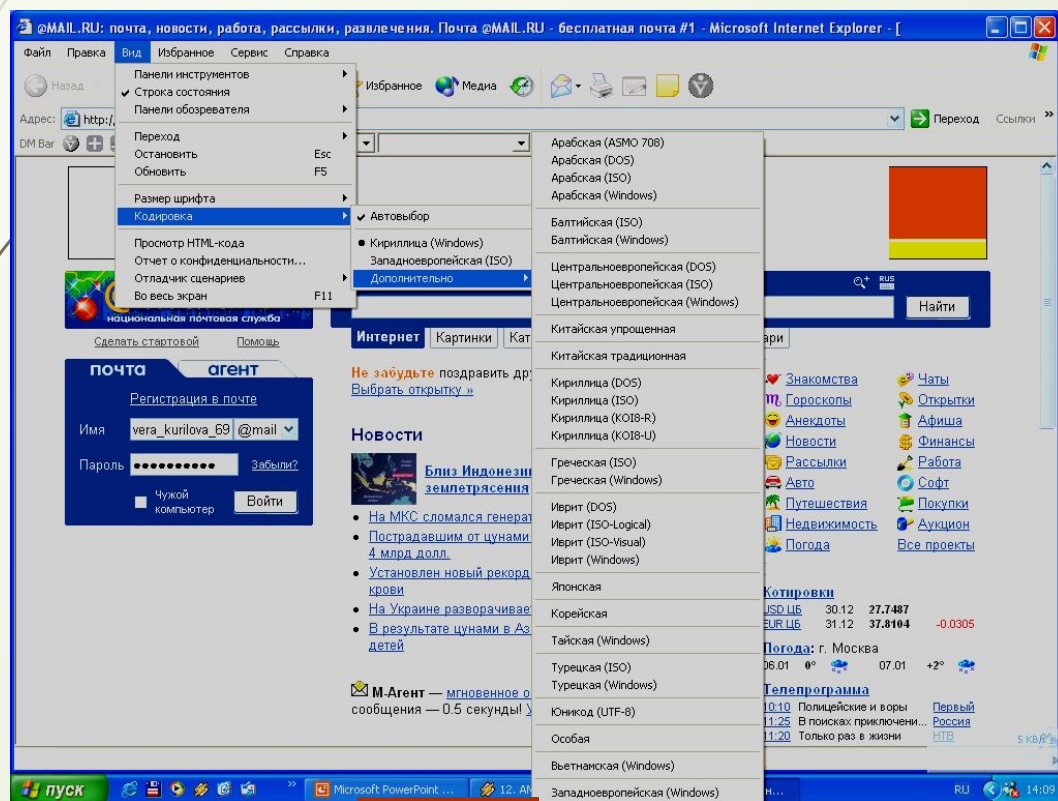 @MAIL.RU: почта, новости, работа, рассылки, развлечения. Почта @MAIL.RU - бесплатная почта #1 - Microsoft Internet Explorer - [
Файл Правка Вид Избранное Сервис Справка
Назад Избранное Медиа
Адрес: http:/ Переход Ссылки »
DM Bar
Панели инструментов
Строка состояния
Панели обозревателя
Переход
Остановить Esc
Обновить F5
Размер шрифта
Кодировка
Просмотр HTML-кода
Отчет о конфиденциальности...
Отладчик сценариев
Во весь экран F11
Автовыбор
Кириллица (Windows)
Западноевропейская (ISO)
Дополнительно
Арабская (ASMO 708)
Арабская (DOS)
Арабская (ISO)
Арабская (Windows)
Балтийская (ISO)
Балтийская (Windows)
Центральноевропейская (DOS)
Центральноевропейская (ISO)
Центральноевропейская (Windows)
Китайская упрощенная
Китайская традиционная
Кириллица (DOS)
Кириллица (ISO)
Кириллица (KOI8-R)
Кириллица (KOI8-U)
Греческая (ISO)
Греческая (Windows)
Иврит (DOS)
Иврит (ISO-Logical)
Иврит (ISO-Visual)
Иврит (Windows)
Японская
Корейская
Тайская (Windows)
Турецкая (ISO)
Турецкая (Windows)
Юникод (UTF-8)
Особая
Вьетнамская (Windows)
Западноевропейская (Windows)
национальная почтовая служба
Сделать стартовой Помощь
почта агент
Регистрация в почте
Имя vera_kurilova_69 @mail
Пароль Забыли?
Чужой
компьютер
Войти
RUS
Найти
Интернет Картинки Кат ари
Не забудьте поздравить др
Выбрать открытку »
Новости
Близ Индонезии
землетрясения
На МКС сломался генерат
Пострадавшим от цунами
4 млрд долл.
Установлен новый рекорд
крови
На Украине разворачивае
В результате цунами в Аз
детей
М-Агент — мгновенное о
сообщения — 0.5 секунды!
Знакомства Чаты
Гороскопы Открытки
Анекдоты Афиша
Новости Финансы
Рассылки Работа
Авто Софт
Путешествия Покупки
Недвижимость Аукцион
Погода Все проекты
Котировки
USD ЦБ 30.12 27.7487
EUR ЦБ 31.12 37.8104 -0.0305
Погода: г. Москва
06.01 0° 07.01 +2°
Телепрограмма
10:10 Полицейские и воры Первый
11:25 В поисках приключени... Россия
11:20 Только раз в жизни НТВ
5 KB/s
пуск » Microsoft PowerPoint ... 12. AN н... RU 14:09